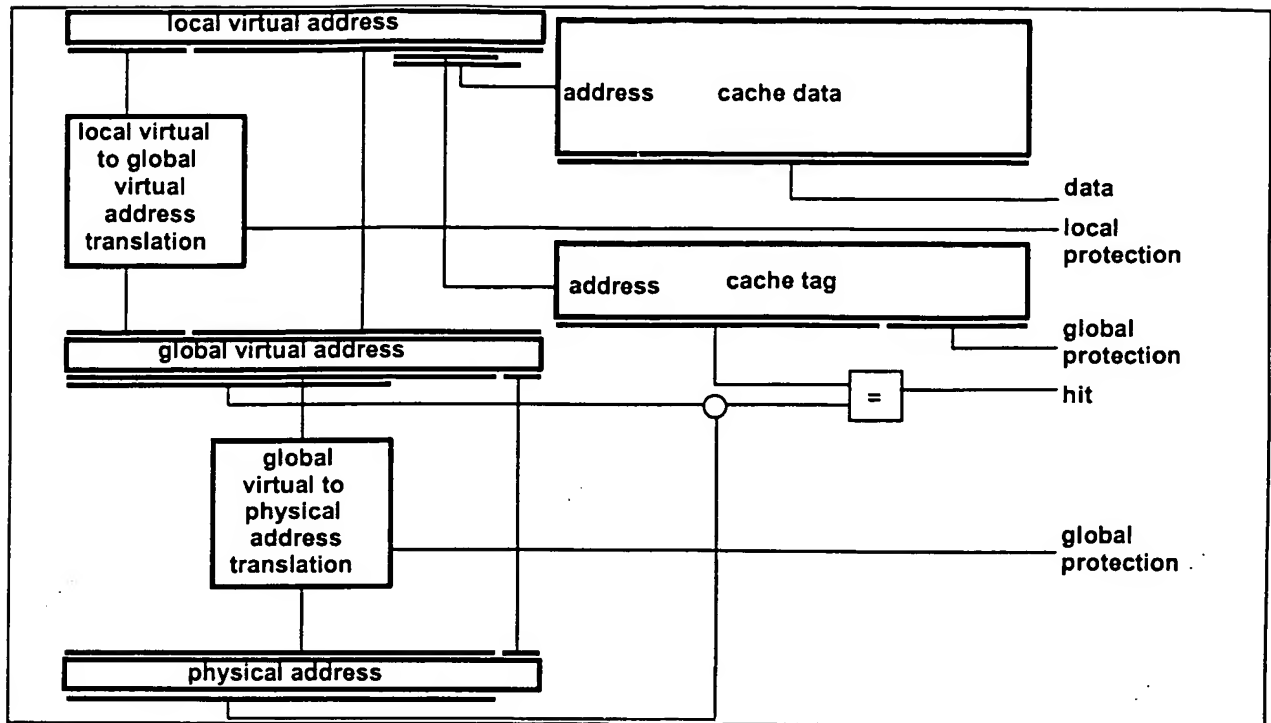 local virtual address
address cache data
local virtual
to global
virtual
address
translation
data
local
protection
address cache tag
global virtual address
global
protection
hit
=
global
virtual to
physical
address
translation
global
protection
physical address